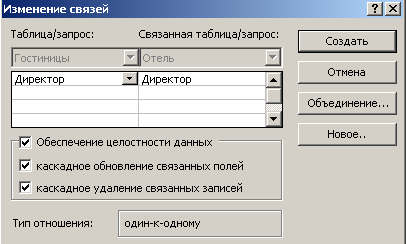 Изменение связей
Таблица/запрос: Связанная таблица/запрос:
Гостиницы Отель
Директор Директор
Обеспечение целостности данных
каскадное обновление связанных полей
каскадное удаление связанных записей
Тип отношения: один-к-одному
Создать
Отмена
Объединение...
Новое..